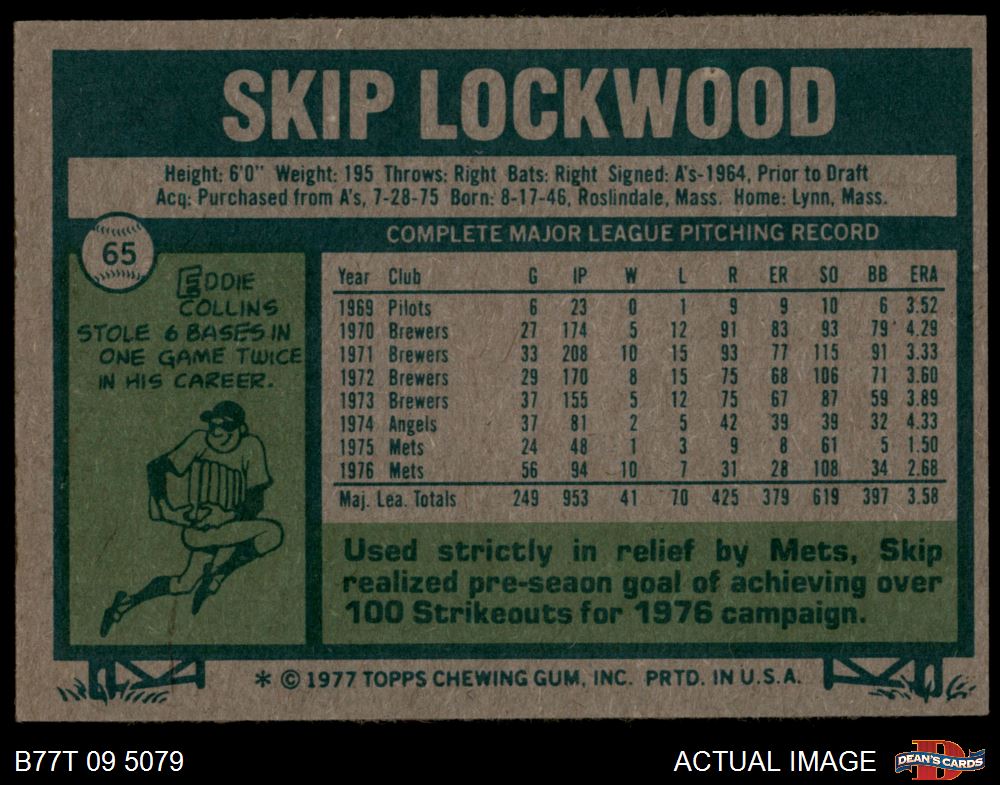 SKIP LOCKWOOD
Height: 6'0" Weight: 195 Throws: Right Bats: Right Signed: A's-1964, Prior to Draft
Acq: Purchased from A's, 7-28-75 Born: 8-17-46, Roslindale, Mass. Home: Lynn, Mass.
65
EDDIE
COLLINS
STOLE 6 BASES IN
ONE GAME TWICE
IN HIS CAREER.
COMPLETE MAJOR LEAGUE PITCHING RECORD
Year Club G IP W L R ER SO BB ERA
1969 Pilots 6 23 0 1 9 9 10 6 3.52
1970 Brewers 27 174 5 12 91 83 93 79 4.29
1971 Brewers 33 208 10 15 93 77 115 91 3.33
1972 Brewers 29 170 8 15 75 68 106 71 3.60
1973 Brewers 37 155 5 12 75 67 87 59 3.89
1974 Angels 37 81 2 5 42 39 39 32 4.33
1975 Mets 24 48 1 3 9 8 61 5 1.50
1976 Mets 56 94 10 7 31 28 108 34 2.68
Maj. Lea. Totals 249 953 41 70 425 379 619 397 3.58
Used strictly in relief by Mets, Skip
realized pre-seaon goal of achieving over
100 Strikeouts for 1976 campaign.
* © 1977 TOPPS CHEWING GUM, INC. PRTD. IN U.S.A.
B77T 09 5079
ACTUAL IMAGE
DEAN'S CARDS